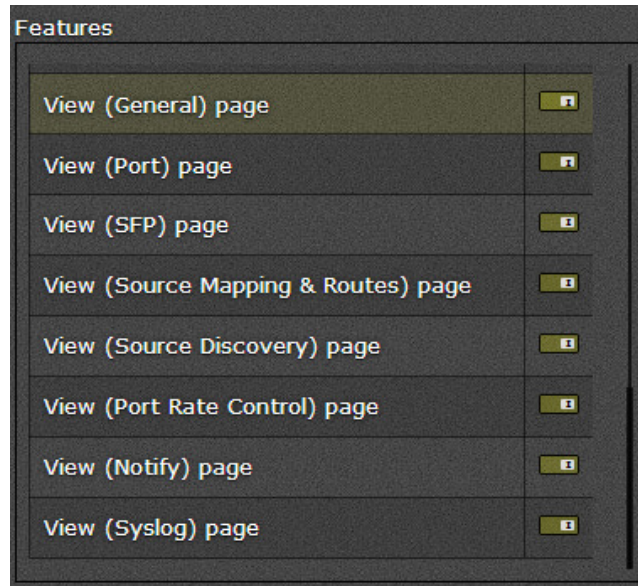 Features
View (General) page
View (Port) page
View (SFP) page
View (Source Mapping & Routes) page
View (Source Discovery) page
View (Port Rate Control) page
View (Notify) page
View (Syslog) page